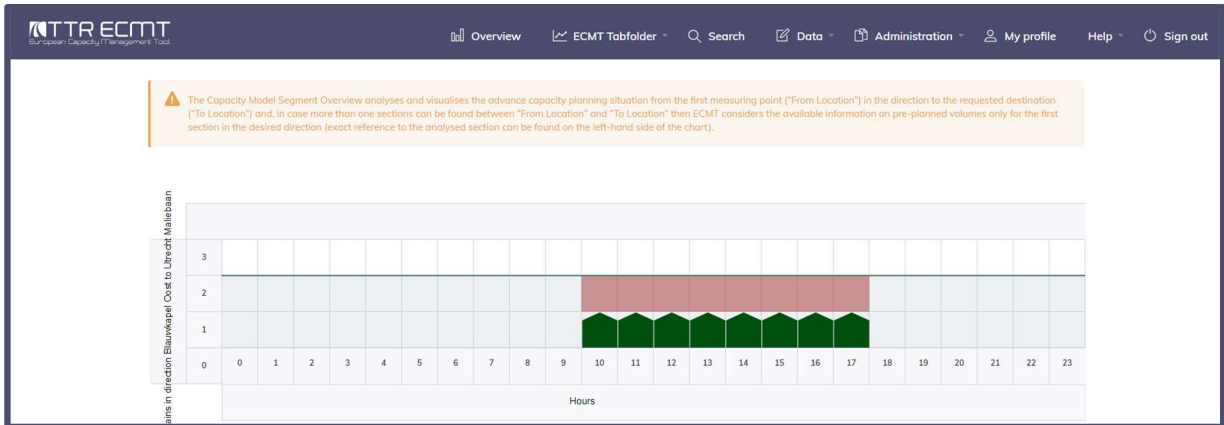 TTR ECMT
European Capacity Management Tool
Overview
ECMT Tabfolder
Search
Data
Administration
My profile
Help
Sign out
The Capacity Model Segment Overview analyses and visualises the advance capacity planning situation from the first measuring point ("From Location") in the direction to the requested destination
("To Location") and, in case more than one sections can be found between "From Location" and "To Location" then ECMT considers the available information on pre-planned volumes only for the first
section in the desired direction (exact reference to the analysed section can be found on the left-hand side of the chart).
ains in direction Blauwkapel Oost to Utrecht Maliebaan
3
2
1
0
0 1 2 3 4 5 6 7 8 9 10 11 12 13 14 15 16 17 18 19 20 21 22 23
Hours